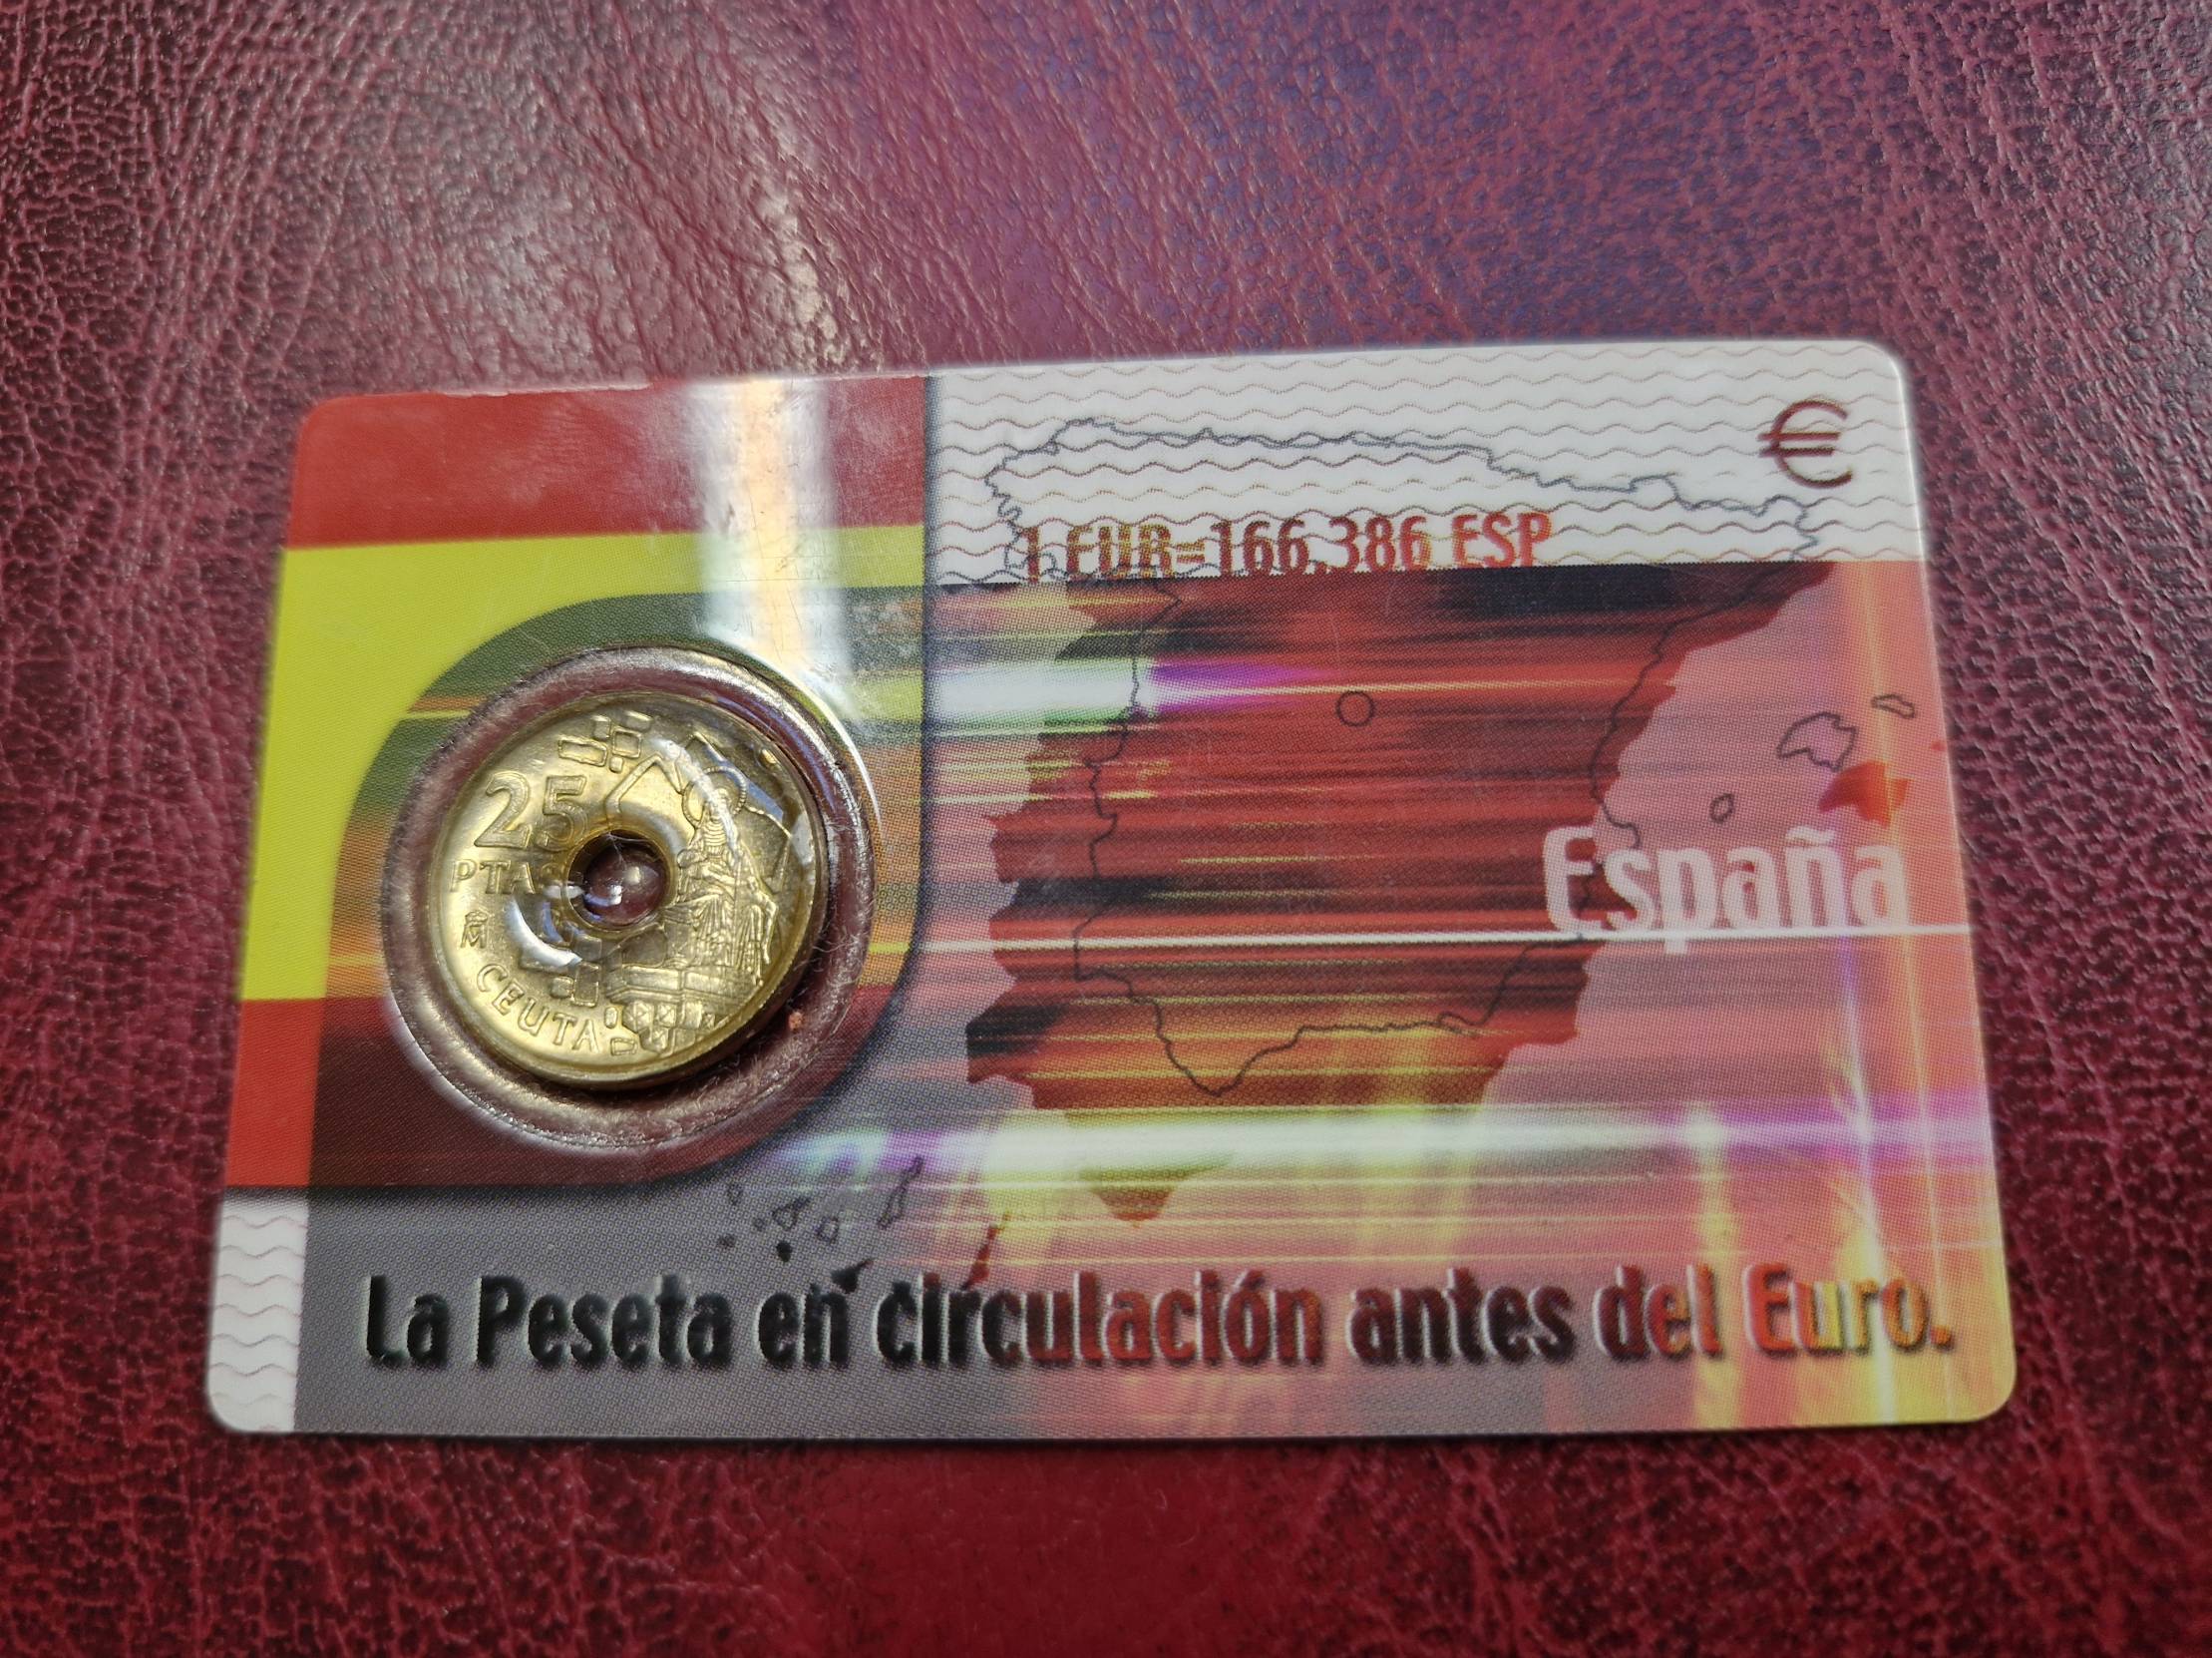 €
1 EUR=166,386 ESP
25
PTAS
M
CEUTA
España
La Peseta en circulación antes del Euro.